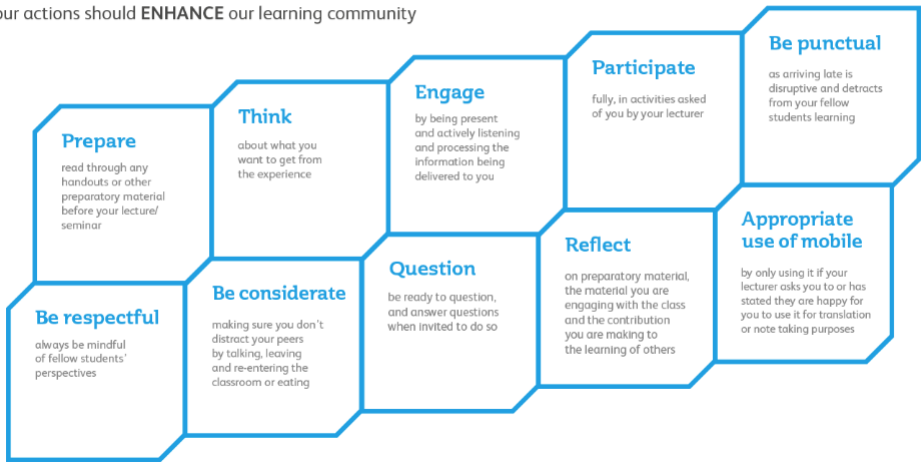 our actions should ENHANCE our learning community
Prepare
read through any
handouts or other
preparatory material
before your lecture/
seminar
Think
about what you
want to get from
the experience
Engage
by being present
and actively listening
and processing the
information being
delivered to you
Participate
fully, in activities asked
of you by your lecturer
Be punctual
as arriving late is
disruptive and detracts
from your fellow
students learning
Be respectful
always be mindful
of fellow students'
perspectives
Be considerate
making sure you don't
distract your peers
by talking, leaving
and re-entering the
classroom or eating
Question
be ready to question,
and answer questions
when invited to do so
Reflect
on preparatory material,
the material you are
engaging with the class
and the contribution
you are making to
the learning of others
Appropriate
use of mobile
by only using it if your
lecturer asks you to or has
stated they are happy for
you to use it for translation
or note taking purposes